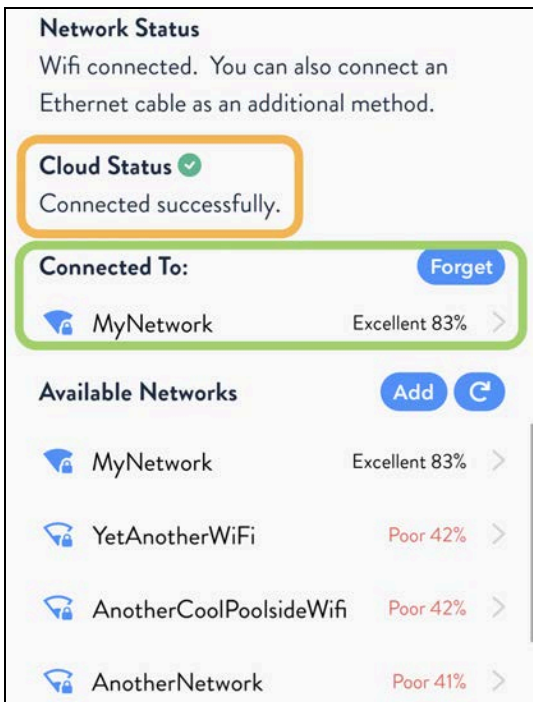 Network Status
Wifi connected.  You can also connect an
Ethernet cable as an additional method.
Cloud Status
Connected successfully.
Connected To: Forget
MyNetwork Excellent 83%
Available Networks Add
MyNetwork Excellent 83%
YetAnotherWiFi Poor 42%
AnotherCoolPoolsideWifi Poor 42%
AnotherNetwork Poor 41%